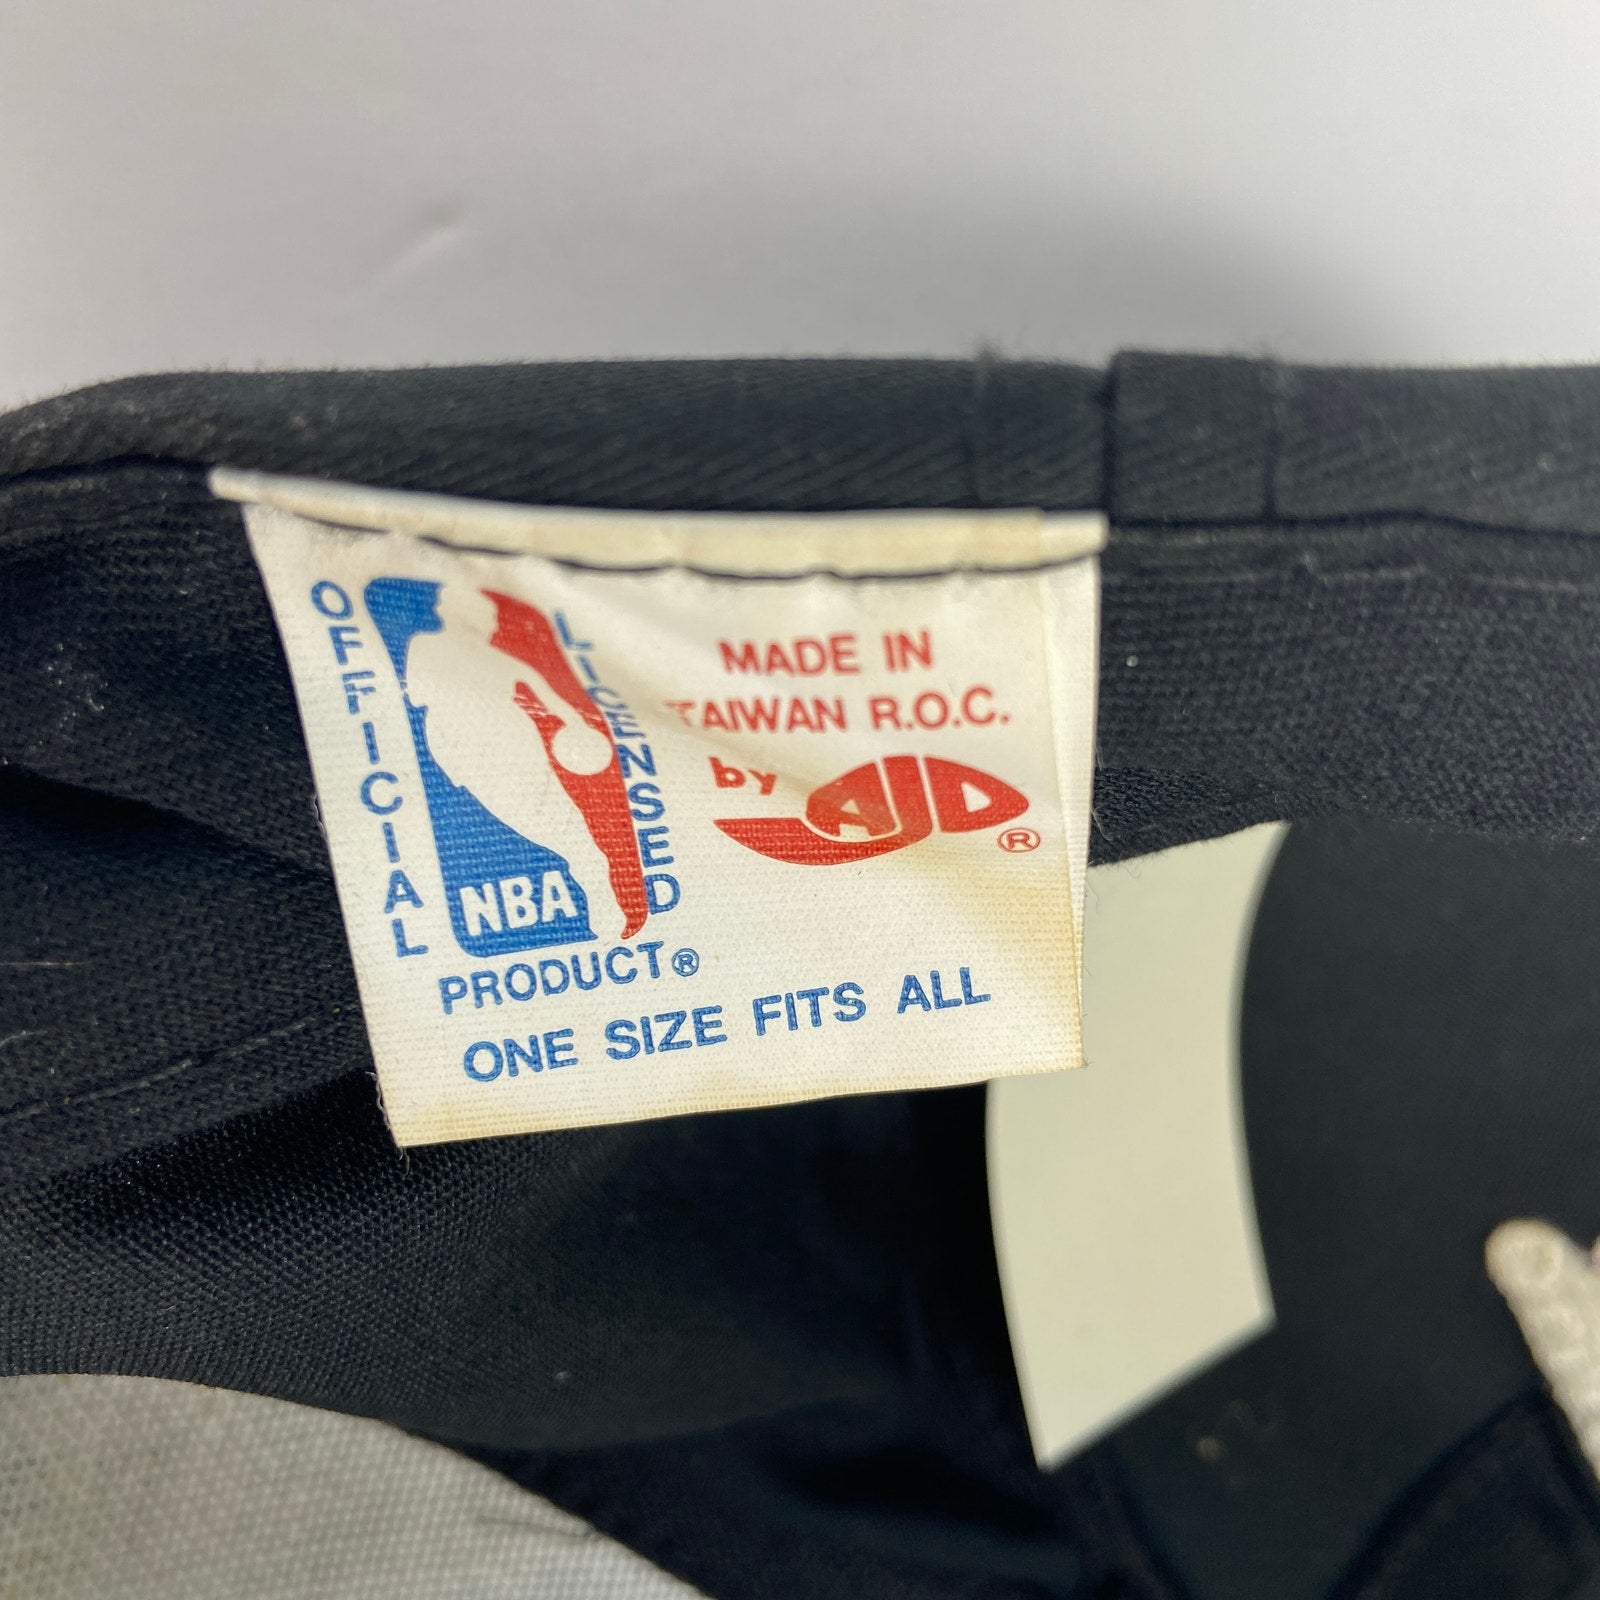 OFFICIAL
LICENSED
NBA
PRODUCT®
MADE IN
TAIWAN R.O.C.
by AJD ®
ONE SIZE FITS ALL